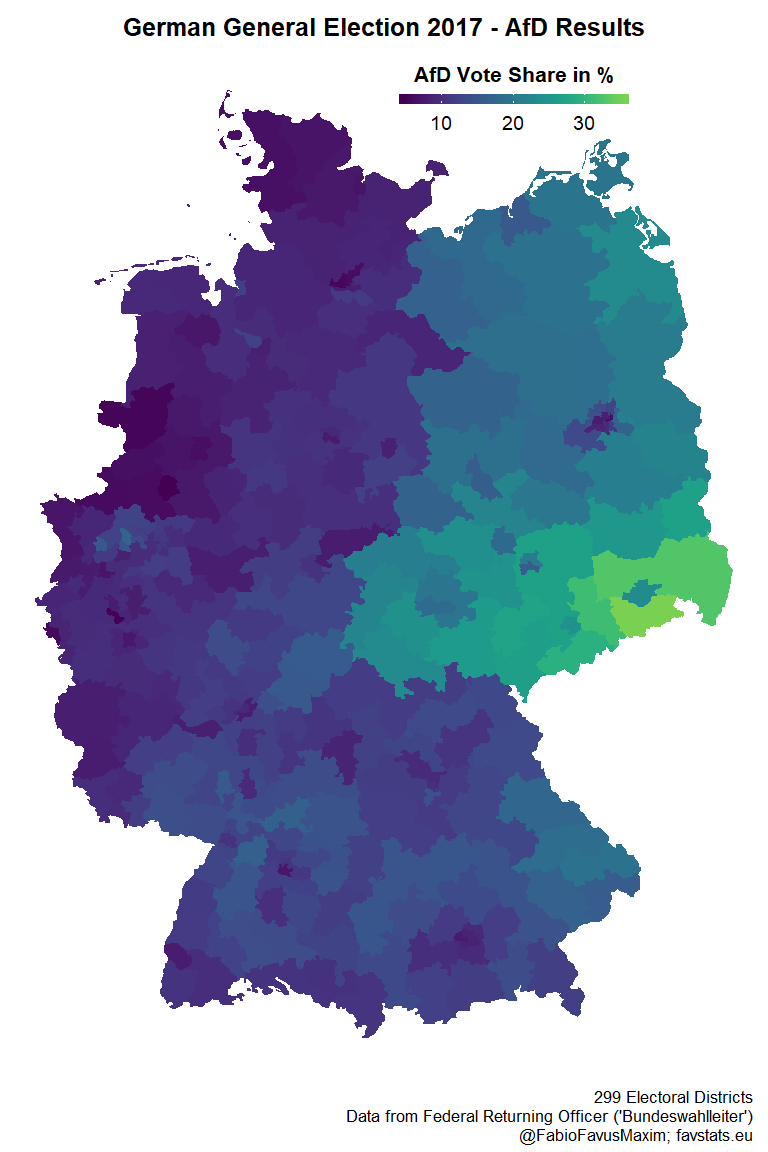 German General Election 2017 - AfD Results
AfD Vote Share in %
10 20 30
299 Electoral Districts
Data from Federal Returning Officer ('Bundeswahlleiter')
@FabioFavusMaxim; favstats.eu